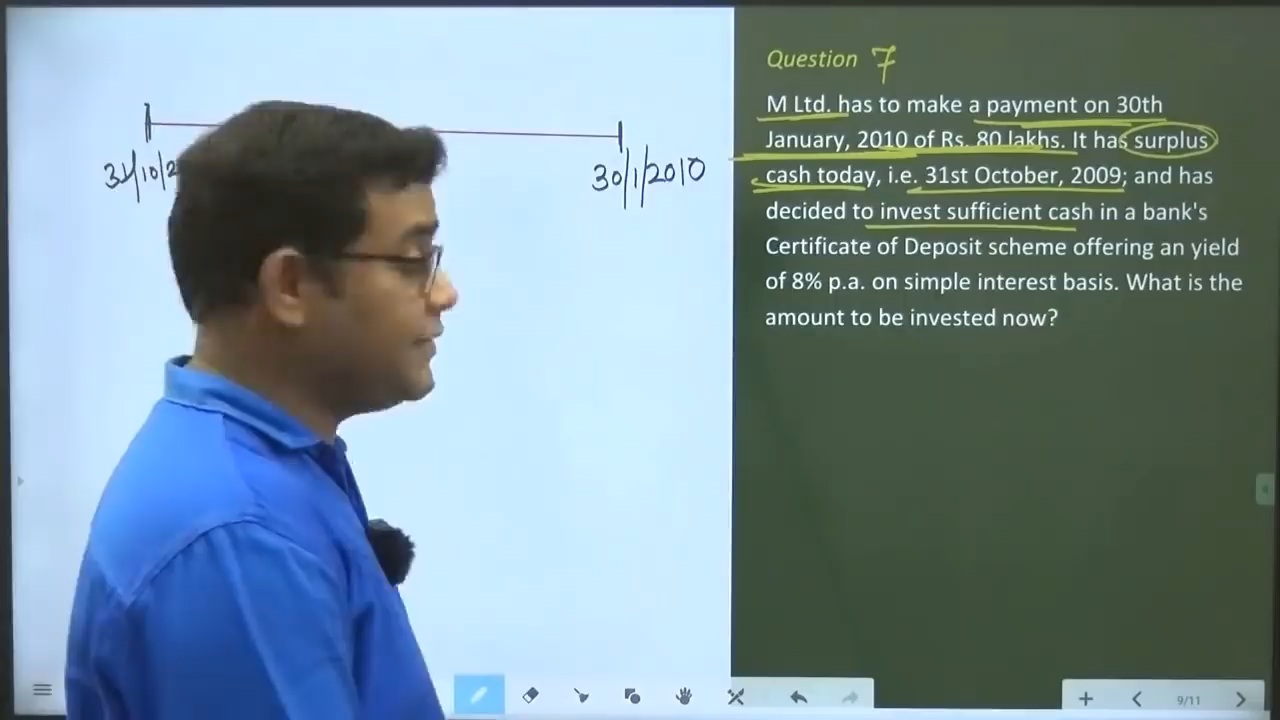 31/10/2
30/1/2010
Question 7
M Ltd. has to make a payment on 30th
January, 2010 of Rs. 80 lakhs. It has surplus
cash today, i.e. 31st October, 2009; and has
decided to invest sufficient cash in a bank's
Certificate of Deposit scheme offering an yield
of 8% p.a. on simple interest basis. What is the
amount to be invested now?
9/11